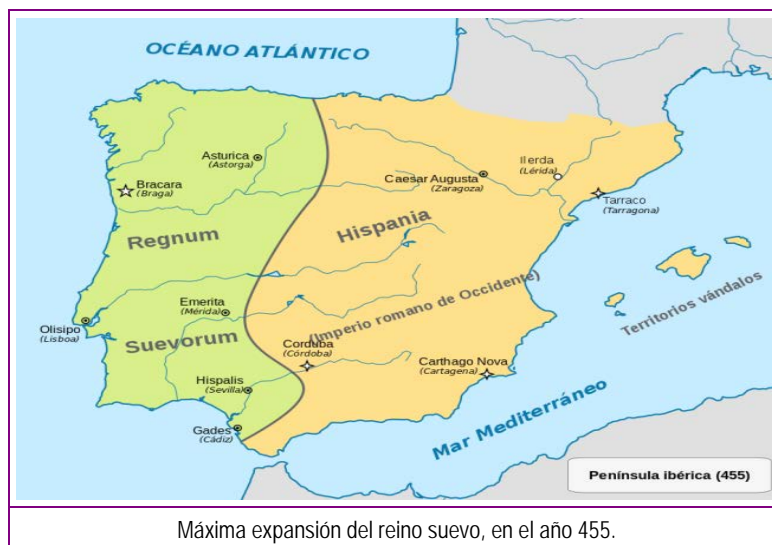 OCÉANO ATLÁNTICO
Asturica
(Astorga)
Bracara
(Braga)
Caesar Augusta
(Zaragoza)
Ilerda
(Lérida)
Tarraco
(Tarragona)
Regnum
Hispania
(Imperio romano de Occidente)
Territorios vándalos
Emerita
(Mérida)
Olisipo
(Lisboa)
Suevorum
Corduba
(Córdoba)
Carthago Nova
(Cartagena)
Hispalis
(Sevilla)
Gades
(Cádiz)
Mar Mediterráneo
Península ibérica (455)
Máxima expansión del reino suevo, en el año 455.